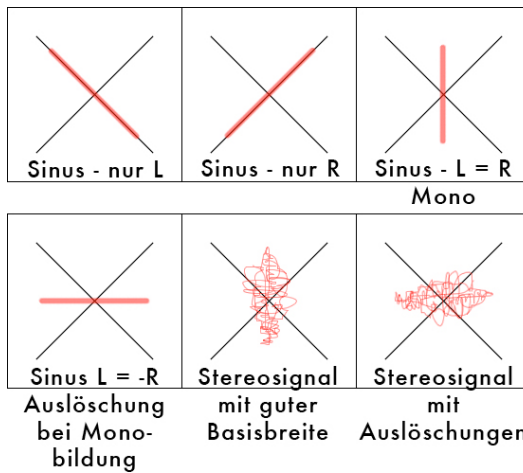 Sinus - nur L
Sinus - nur R
Sinus - L = R
Mono
Sinus L = -R
Auslöschung
bei Mono-
bildung
Stereosignal
mit guter
Basisbreite
Stereosignal
mit
Auslöschungen